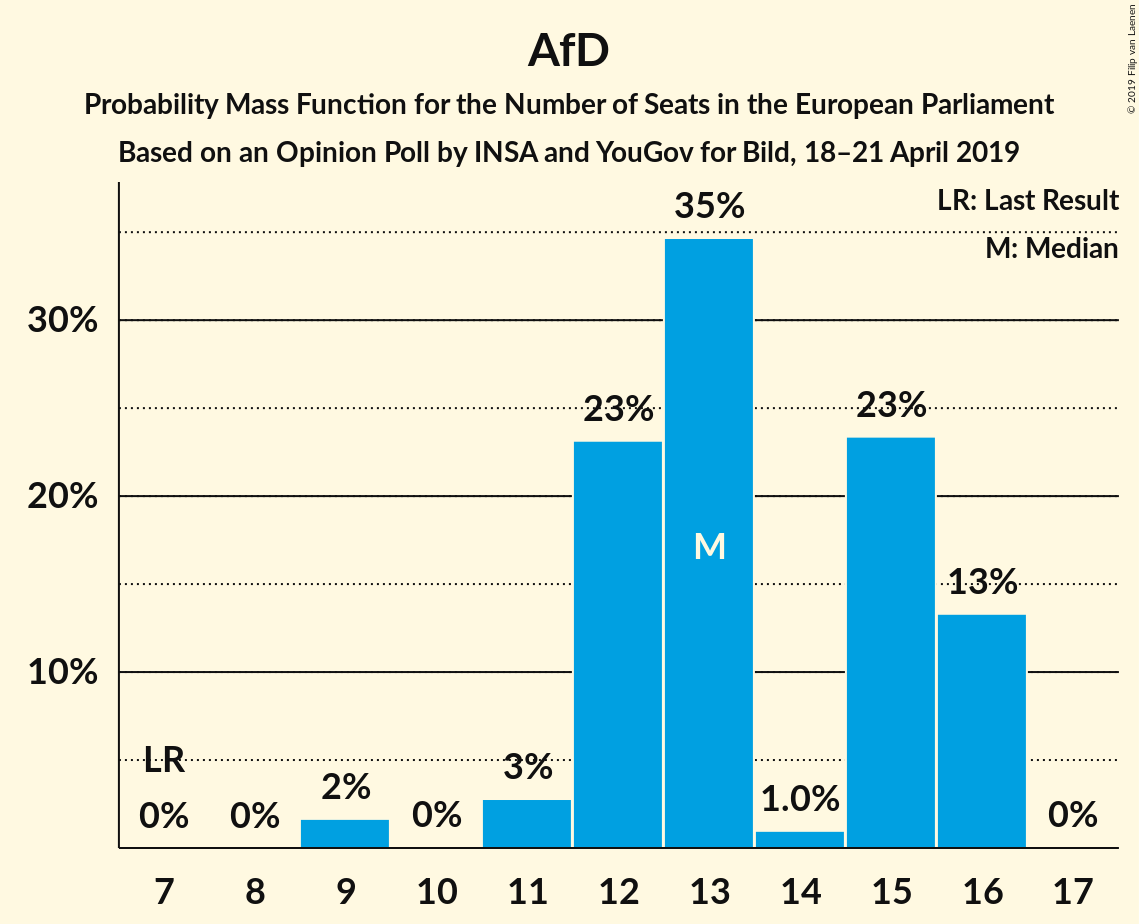 AfD
Probability Mass Function for the Number of Seats in the European Parliament
Based on an Opinion Poll by INSA and YouGov for Bild, 18–21 April 2019
© 2019 Filip van Laenen
LR: Last Result
M: Median
30%
20%
10%
LR
0%
0%
2%
0%
3%
23%
35%
M
1.0%
23%
13%
0%
7 8 9 10 11 12 13 14 15 16 17